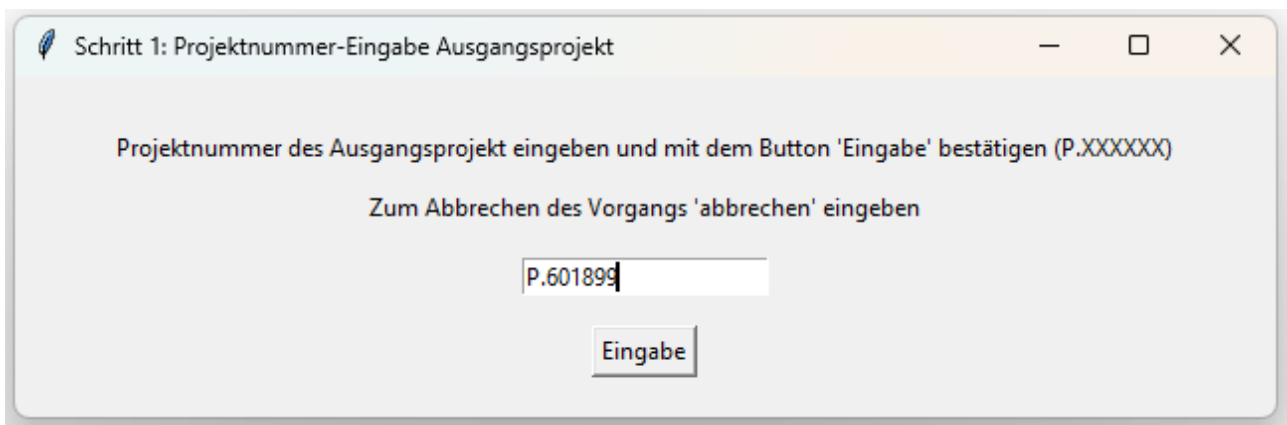 Schritt 1: Projektnummer-Eingabe Ausgangsprojekt
Projektnummer des Ausgangsprojekt eingeben und mit dem Button 'Eingabe' bestätigen (P.XXXXXX)
Zum Abbrechen des Vorgangs 'abbrechen' eingeben
P.601899
Eingabe